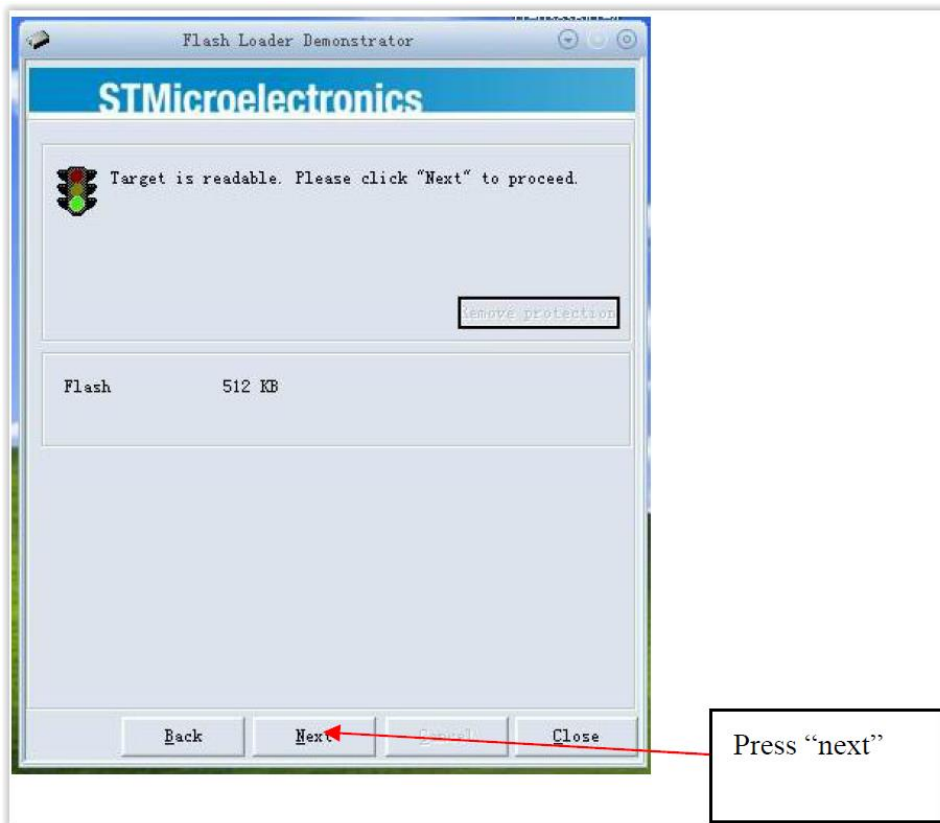 Flash Loader Demonstrator
STMicroelectronics
Target is readable. Please click "Next" to proceed.
Remove protection
Flash 512 KB
Back Next Cancel Close
Press “next”